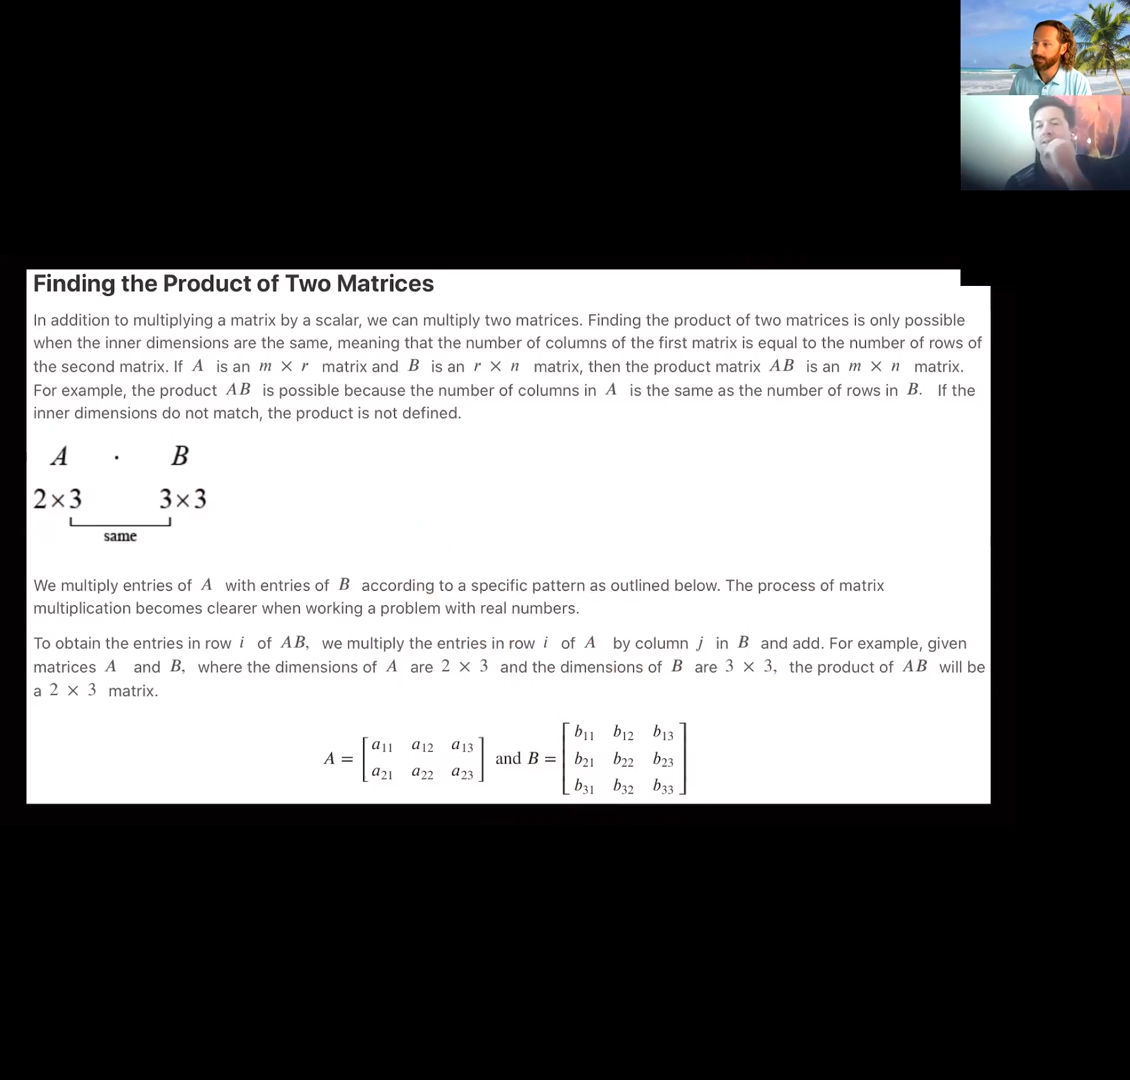 Finding the Product of Two Matrices
In addition to multiplying a matrix by a scalar, we can multiply two matrices. Finding the product of two matrices is only possible
when the inner dimensions are the same, meaning that the number of columns of the first matrix is equal to the number of rows of
the second matrix. If A is an m × r matrix and B is an r × n matrix, then the product matrix AB is an m × n matrix.
For example, the product AB is possible because the number of columns in A is the same as the number of rows in B. If the
inner dimensions do not match, the product is not defined.
A · B
2×3 3×3
same
We multiply entries of A with entries of B according to a specific pattern as outlined below. The process of matrix
multiplication becomes clearer when working a problem with real numbers.
To obtain the entries in row i of AB, we multiply the entries in row i of A by column j in B and add. For example, given
matrices A and B, where the dimensions of A are 2 × 3 and the dimensions of B are 3 × 3, the product of AB will be
a 2 × 3 matrix.
b₁₁ b₁₂ b₁₃
a₁₁ a₁₂ a₁₃
A = and B = b₂₁ b₂₂ b₂₃
a₂₁ a₂₂ a₂₃
b₃₁ b₃₂ b₃₃